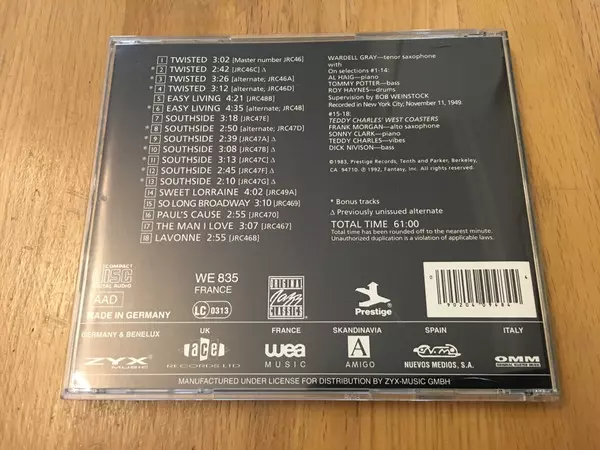 1 TWISTED 3:02 [Master number JRC46]
* 2 TWISTED 2:42 [JRC46C] Δ
* 3 TWISTED 3:26 [alternate; JRC46A]
* 4 TWISTED 3:12 [alternate; JRC46D]
5 EASY LIVING 4:21 [JRC48B]
* 6 EASY LIVING 4:35 [alternate; JRC48]
7 SOUTHSIDE 3:18 [JRC47E]
* 8 SOUTHSIDE 2:50 [alternate; JRC47D]
* 9 SOUTHSIDE 2:39 [JRC47A] Δ
* 10 SOUTHSIDE 3:08 [JRC47B] Δ
* 11 SOUTHSIDE 3:13 [JRC47C] Δ
* 12 SOUTHSIDE 2:45 [JRC47F] Δ
* 13 SOUTHSIDE 2:10 [JRC47G] Δ
14 SWEET LORRAINE 4:02 [JRC49A]
15 SO LONG BROADWAY 3:10 [JRC469]
16 PAUL'S CAUSE 2:55 [JRC470]
17 THE MAN I LOVE 3:07 [JRC467]
18 LAVONNE 2:55 [JRC468]
WARDELL GRAY—tenor saxophone
with
On selections #1-14:
AL HAIG—piano
TOMMY POTTER—bass
ROY HAYNES—drums
Supervision by BOB WEINSTOCK
Recorded in New York City; November 11, 1949.
#15-18:
TEDDY CHARLES' WEST COASTERS
FRANK MORGAN—alto saxophone
SONNY CLARK—piano
TEDDY CHARLES—vibes
DICK NIVISON—bass
℗1983, Prestige Records, Tenth and Parker, Berkeley,
CA 94710. ℗ 1992, Fantasy, Inc. All rights reserved.
* Bonus tracks
Δ Previously unissued alternate
TOTAL TIME 61:00
Total time has been rounded off to the nearest minute.
Unauthorized duplication is a violation of applicable laws.
COMPACT
DISC
DIGITAL AUDIO
AAD
MADE IN GERMANY
WE 835
FRANCE
LC 0313
ORIGINAL
Jazz
CLASSICS
Prestige
0 90204 09404 4
GERMANY & BENELUX
UK
FRANCE
SKANDINAVIA
SPAIN
ITALY
ZYX
MUSIC
ace
RECORDS LTD
wea
MUSIC
A
AMIGO
NUEVOS MEDIOS, S.A.
OMM
MANUFACTURED UNDER LICENSE FOR DISTRIBUTION BY ZYX-MUSIC GMBH